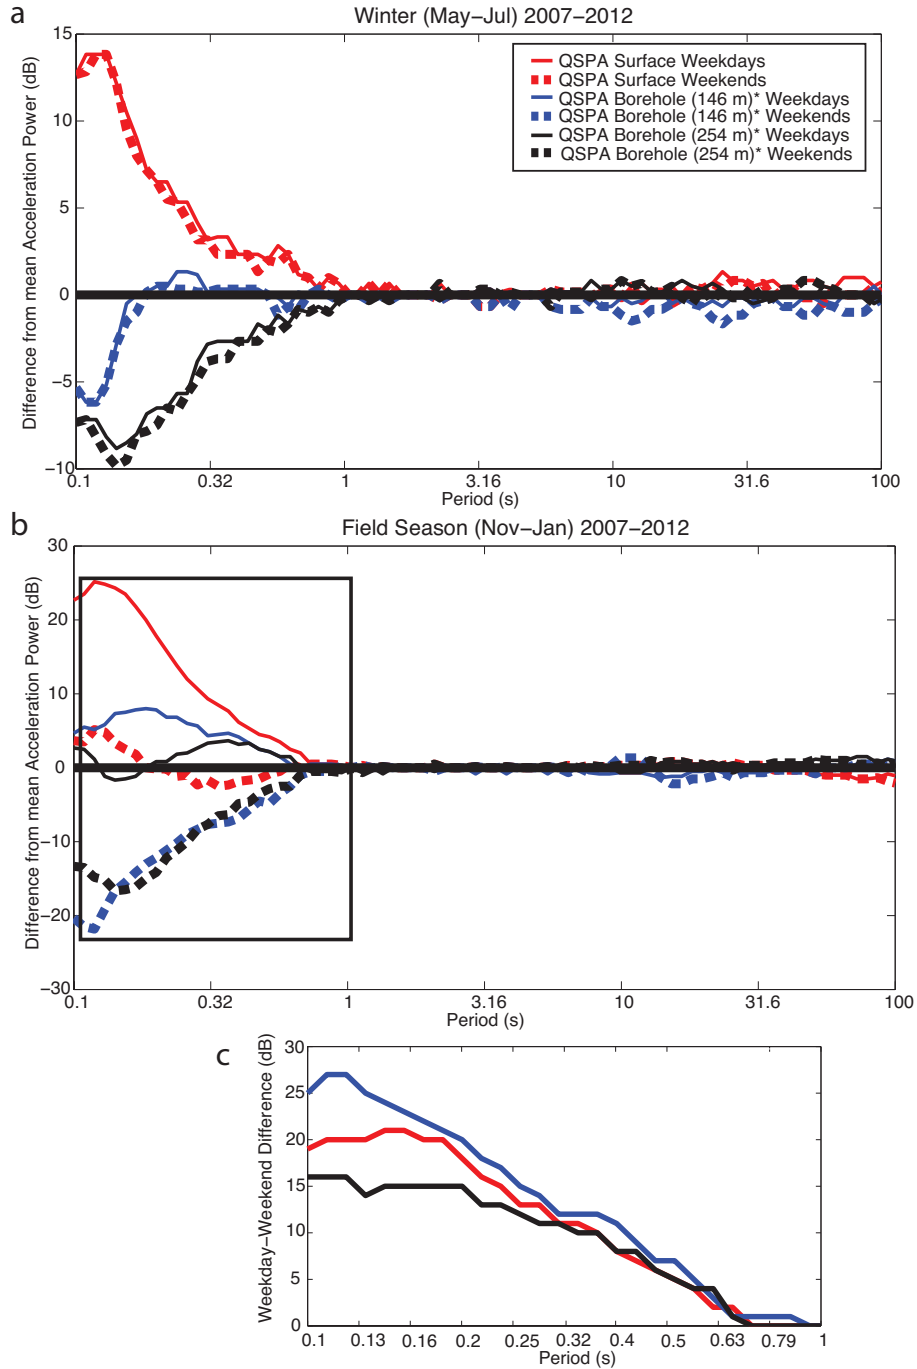 a
Winter (May–Jul) 2007–2012
Difference from mean Acceleration Power (dB)
15
10
5
0
−5
−10
QSPA Surface Weekdays
QSPA Surface Weekends
QSPA Borehole (146 m)* Weekdays
QSPA Borehole (146 m)* Weekends
QSPA Borehole (254 m)* Weekdays
QSPA Borehole (254 m)* Weekends
0.1 0.32 1 3.16 10 31.6 100
Period (s)
b
Field Season (Nov–Jan) 2007–2012
Difference from mean Acceleration Power (dB)
30
20
10
0
−10
−20
−30
0.1 0.32 1 3.16 10 31.6 100
Period (s)
c
Weekday–Weekend Difference (dB)
30
25
20
15
10
5
0
0.1 0.13 0.16 0.2 0.25 0.32 0.4 0.5 0.63 0.79 1
Period (s)